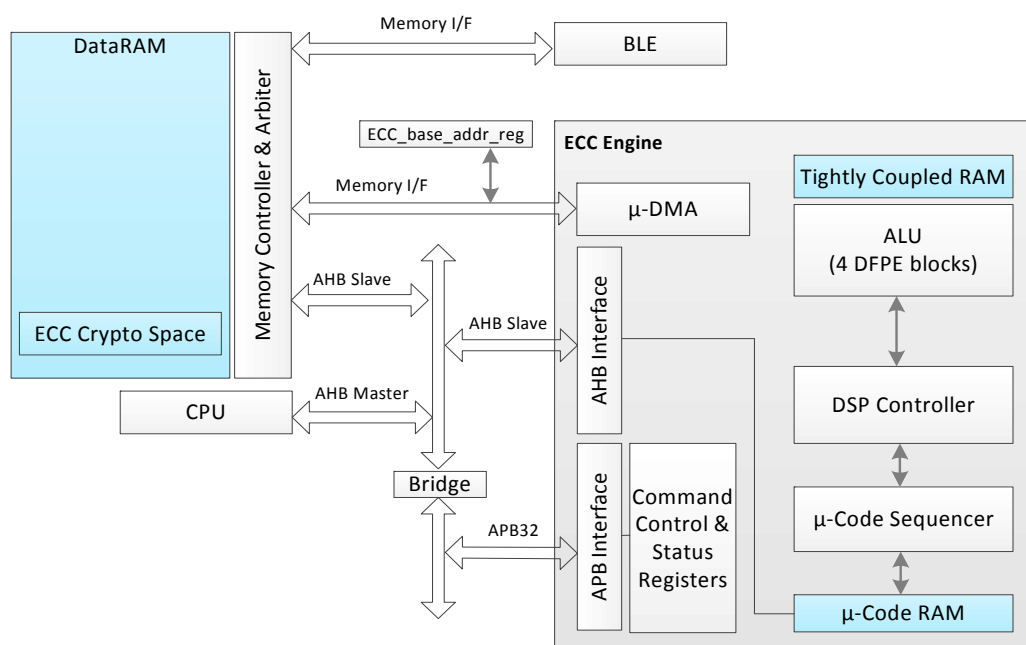 DataRAM
Memory Controller & Arbiter
Memory I/F
BLE
ECC_base_addr_reg
ECC Engine
Tightly Coupled RAM
Memory I/F
µ-DMA
ALU
(4 DFPE blocks)
AHB Slave
AHB Slave
AHB Interface
ECC Crypto Space
AHB Master
CPU
DSP Controller
Bridge
APB32
APB Interface
Command
Control &
Status
Registers
µ-Code Sequencer
µ-Code RAM